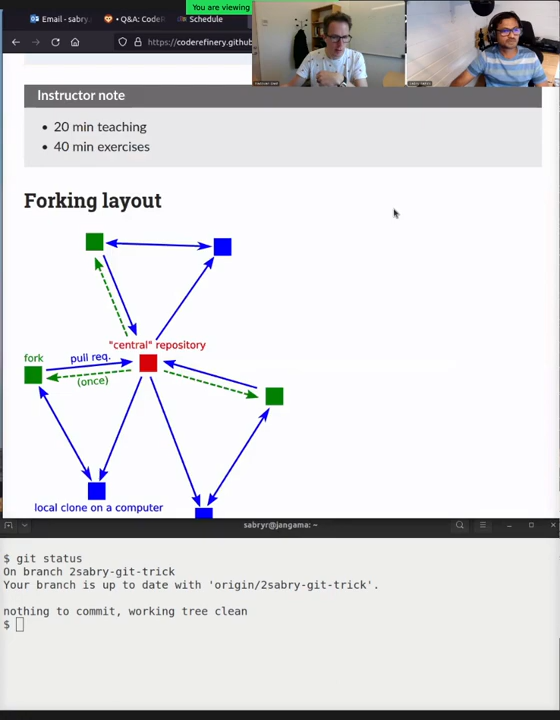 You are viewing
Email - sabry.
Q&A: CodeR
Schedule
https://coderefinery.github
Instructor note
• 20 min teaching
• 40 min exercises
Forking layout
"central" repository
fork
pull req.
(once)
local clone on a computer
sabryr@jangama: ~
$ git status
On branch 2sabry-git-trick
Your branch is up to date with 'origin/2sabry-git-trick'.
nothing to commit, working tree clean
$